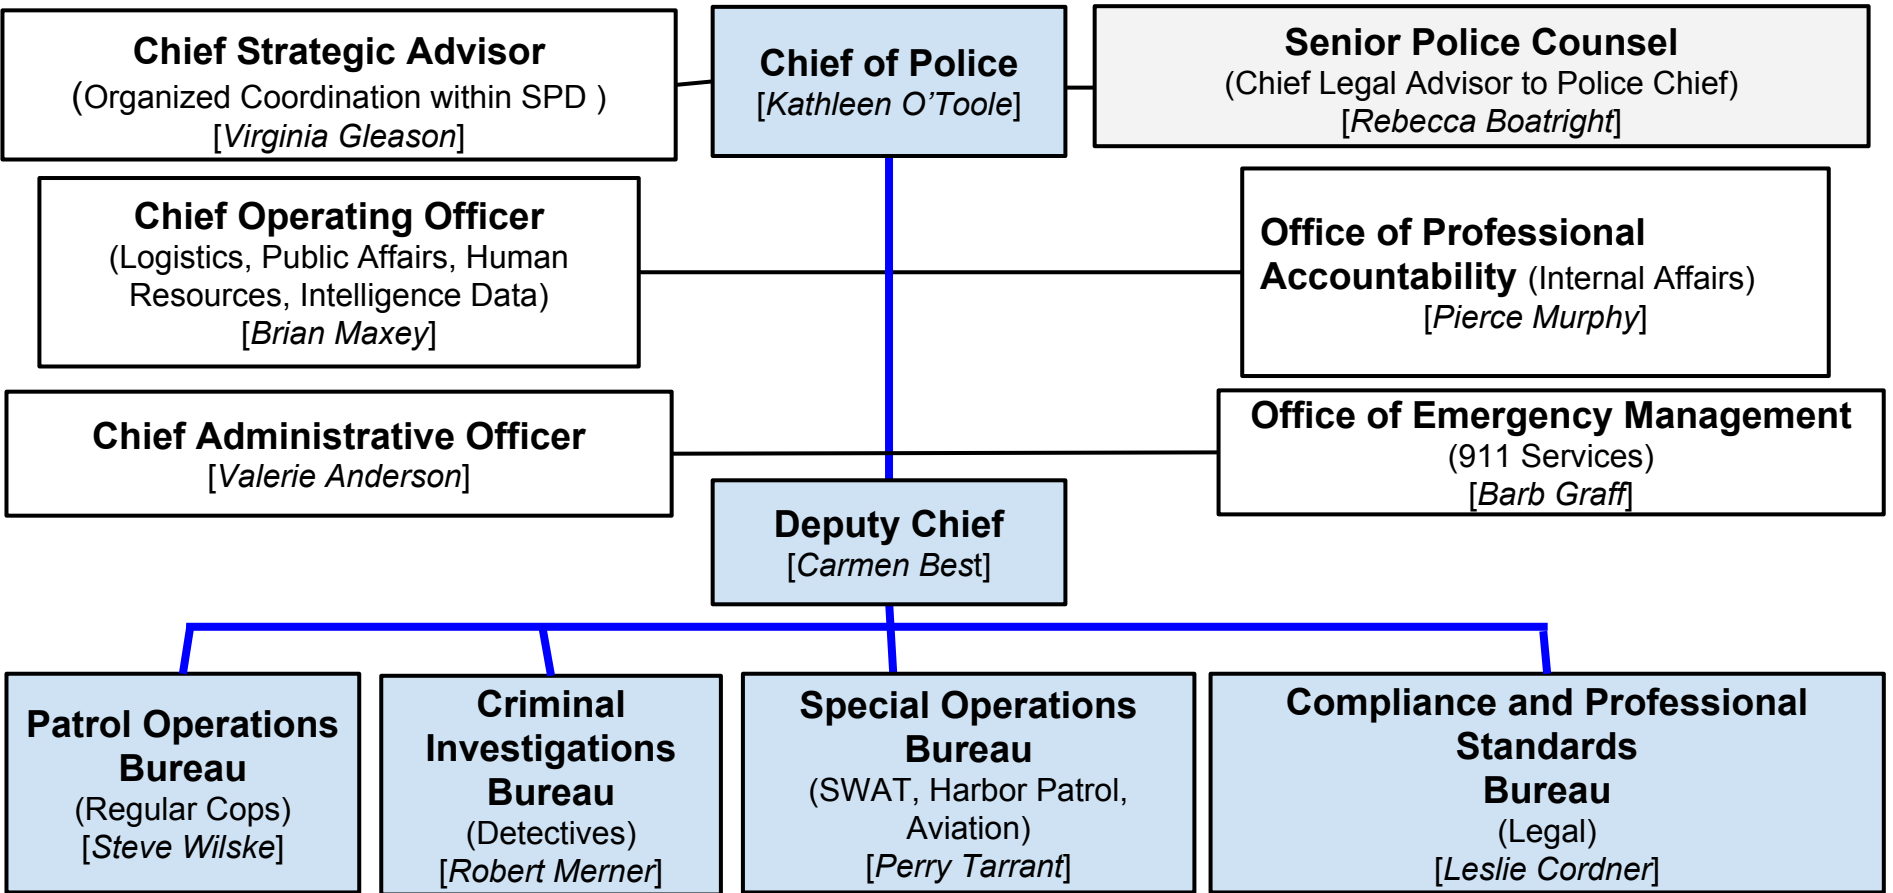 Chief Strategic Advisor
(Organized Coordination within SPD )
[Virginia Gleason]
Chief of Police
[Kathleen O'Toole]
Senior Police Counsel
(Chief Legal Advisor to Police Chief)
[Rebecca Boatright]
Chief Operating Officer
(Logistics, Public Affairs, Human
Resources, Intelligence Data)
[Brian Maxey]
Office of Professional
Accountability (Internal Affairs)
[Pierce Murphy]
Chief Administrative Officer
[Valerie Anderson]
Office of Emergency Management
(911 Services)
[Barb Graff]
Deputy Chief
[Carmen Best]
Patrol Operations
Bureau
(Regular Cops)
[Steve Wilske]
Criminal
Investigations
Bureau
(Detectives)
[Robert Merner]
Special Operations
Bureau
(SWAT, Harbor Patrol,
Aviation)
[Perry Tarrant]
Compliance and Professional
Standards
Bureau
(Legal)
[Leslie Cordner]